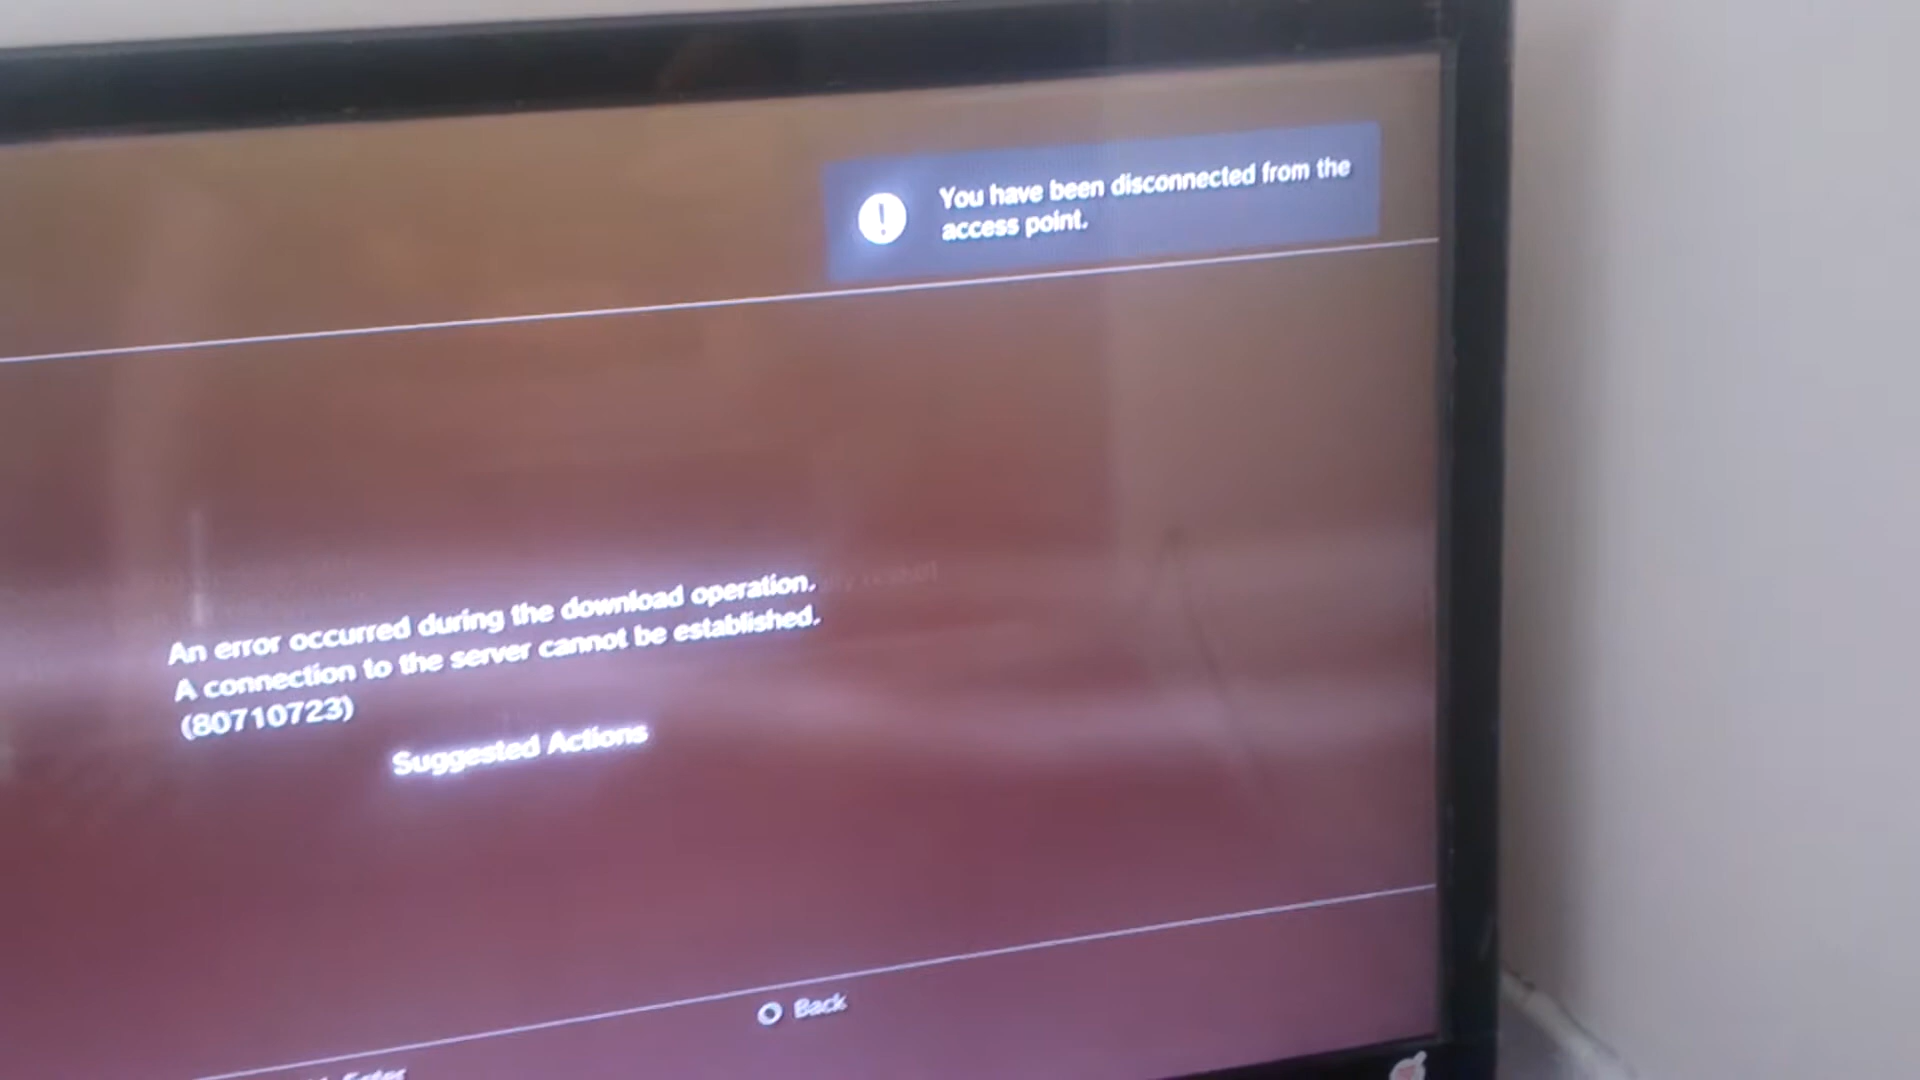 You have been disconnected from the
access point.
An error occurred during the download operation.
A connection to the server cannot be established.
(80710723)
Suggested Actions
Back
Enter